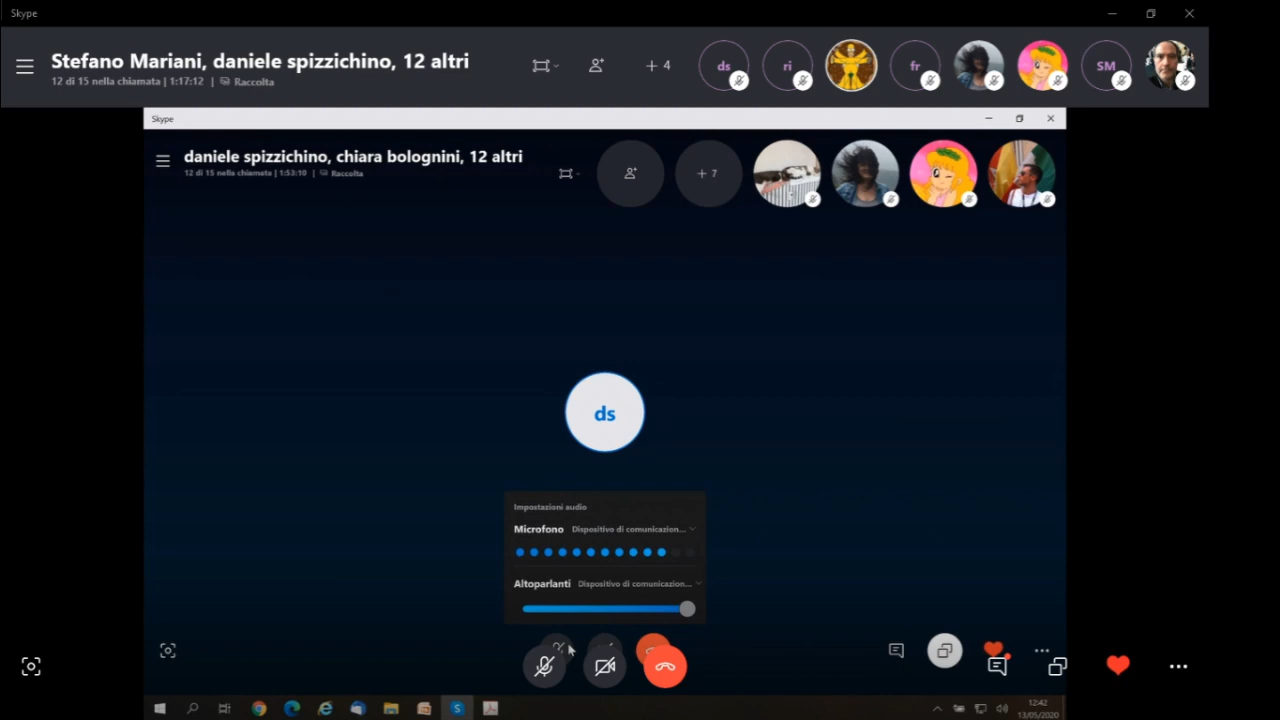 Skype
Stefano Mariani, daniele spizzichino, 12 altri
12 di 15 nella chiamata | 1:17:12 | Raccolta
+ 4
ds
ri
fr
SM
Skype
daniele spizzichino, chiara bolognini, 12 altri
12 di 15 nella chiamata | 1:53:10 | Raccolta
+ 7
ds
Impostazioni audio
Microfono Dispositivo di comunicazion...
Altoparlanti Dispositivo di comunicazion...
12:42
13/05/2020